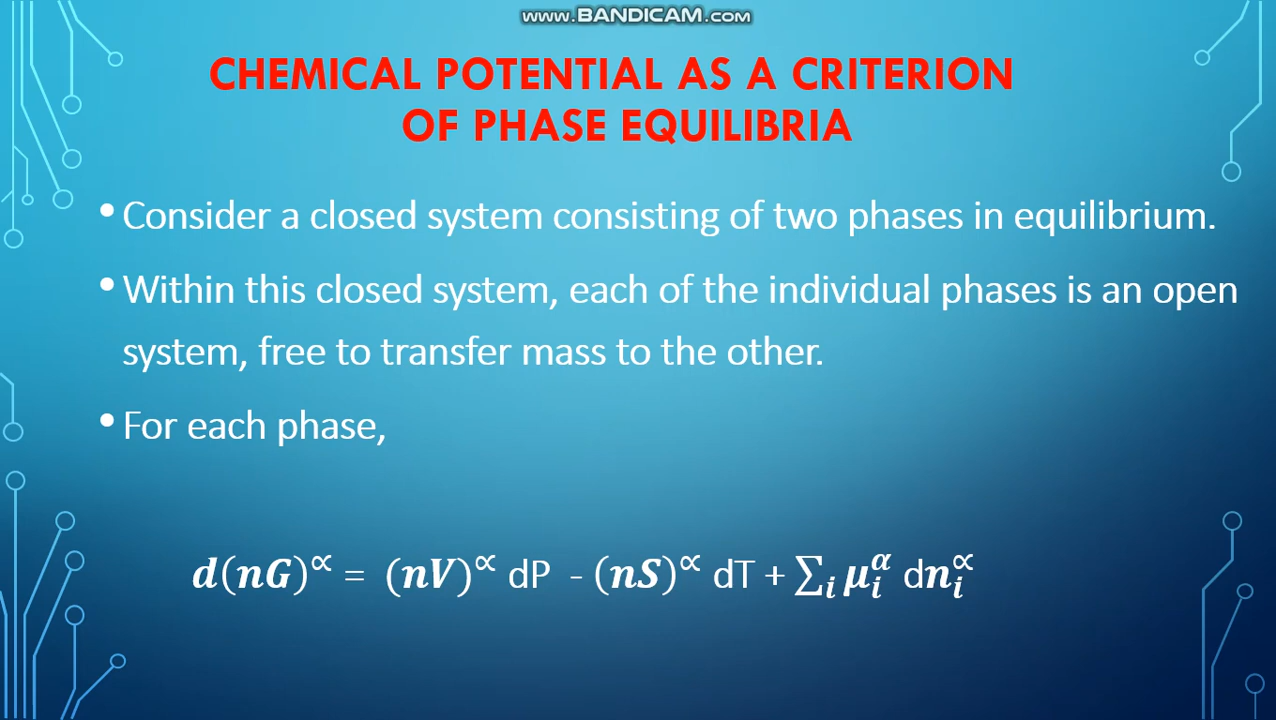 www.BANDICAM.com
CHEMICAL POTENTIAL AS A CRITERION
OF PHASE EQUILIBRIA
• Consider a closed system consisting of two phases in equilibrium.
• Within this closed system, each of the individual phases is an open
system, free to transfer mass to the other.
• For each phase,
d(nG)^∝ = (nV)^∝ dP - (nS)^∝ dT + ∑_i μ_i^α dn_i^∝